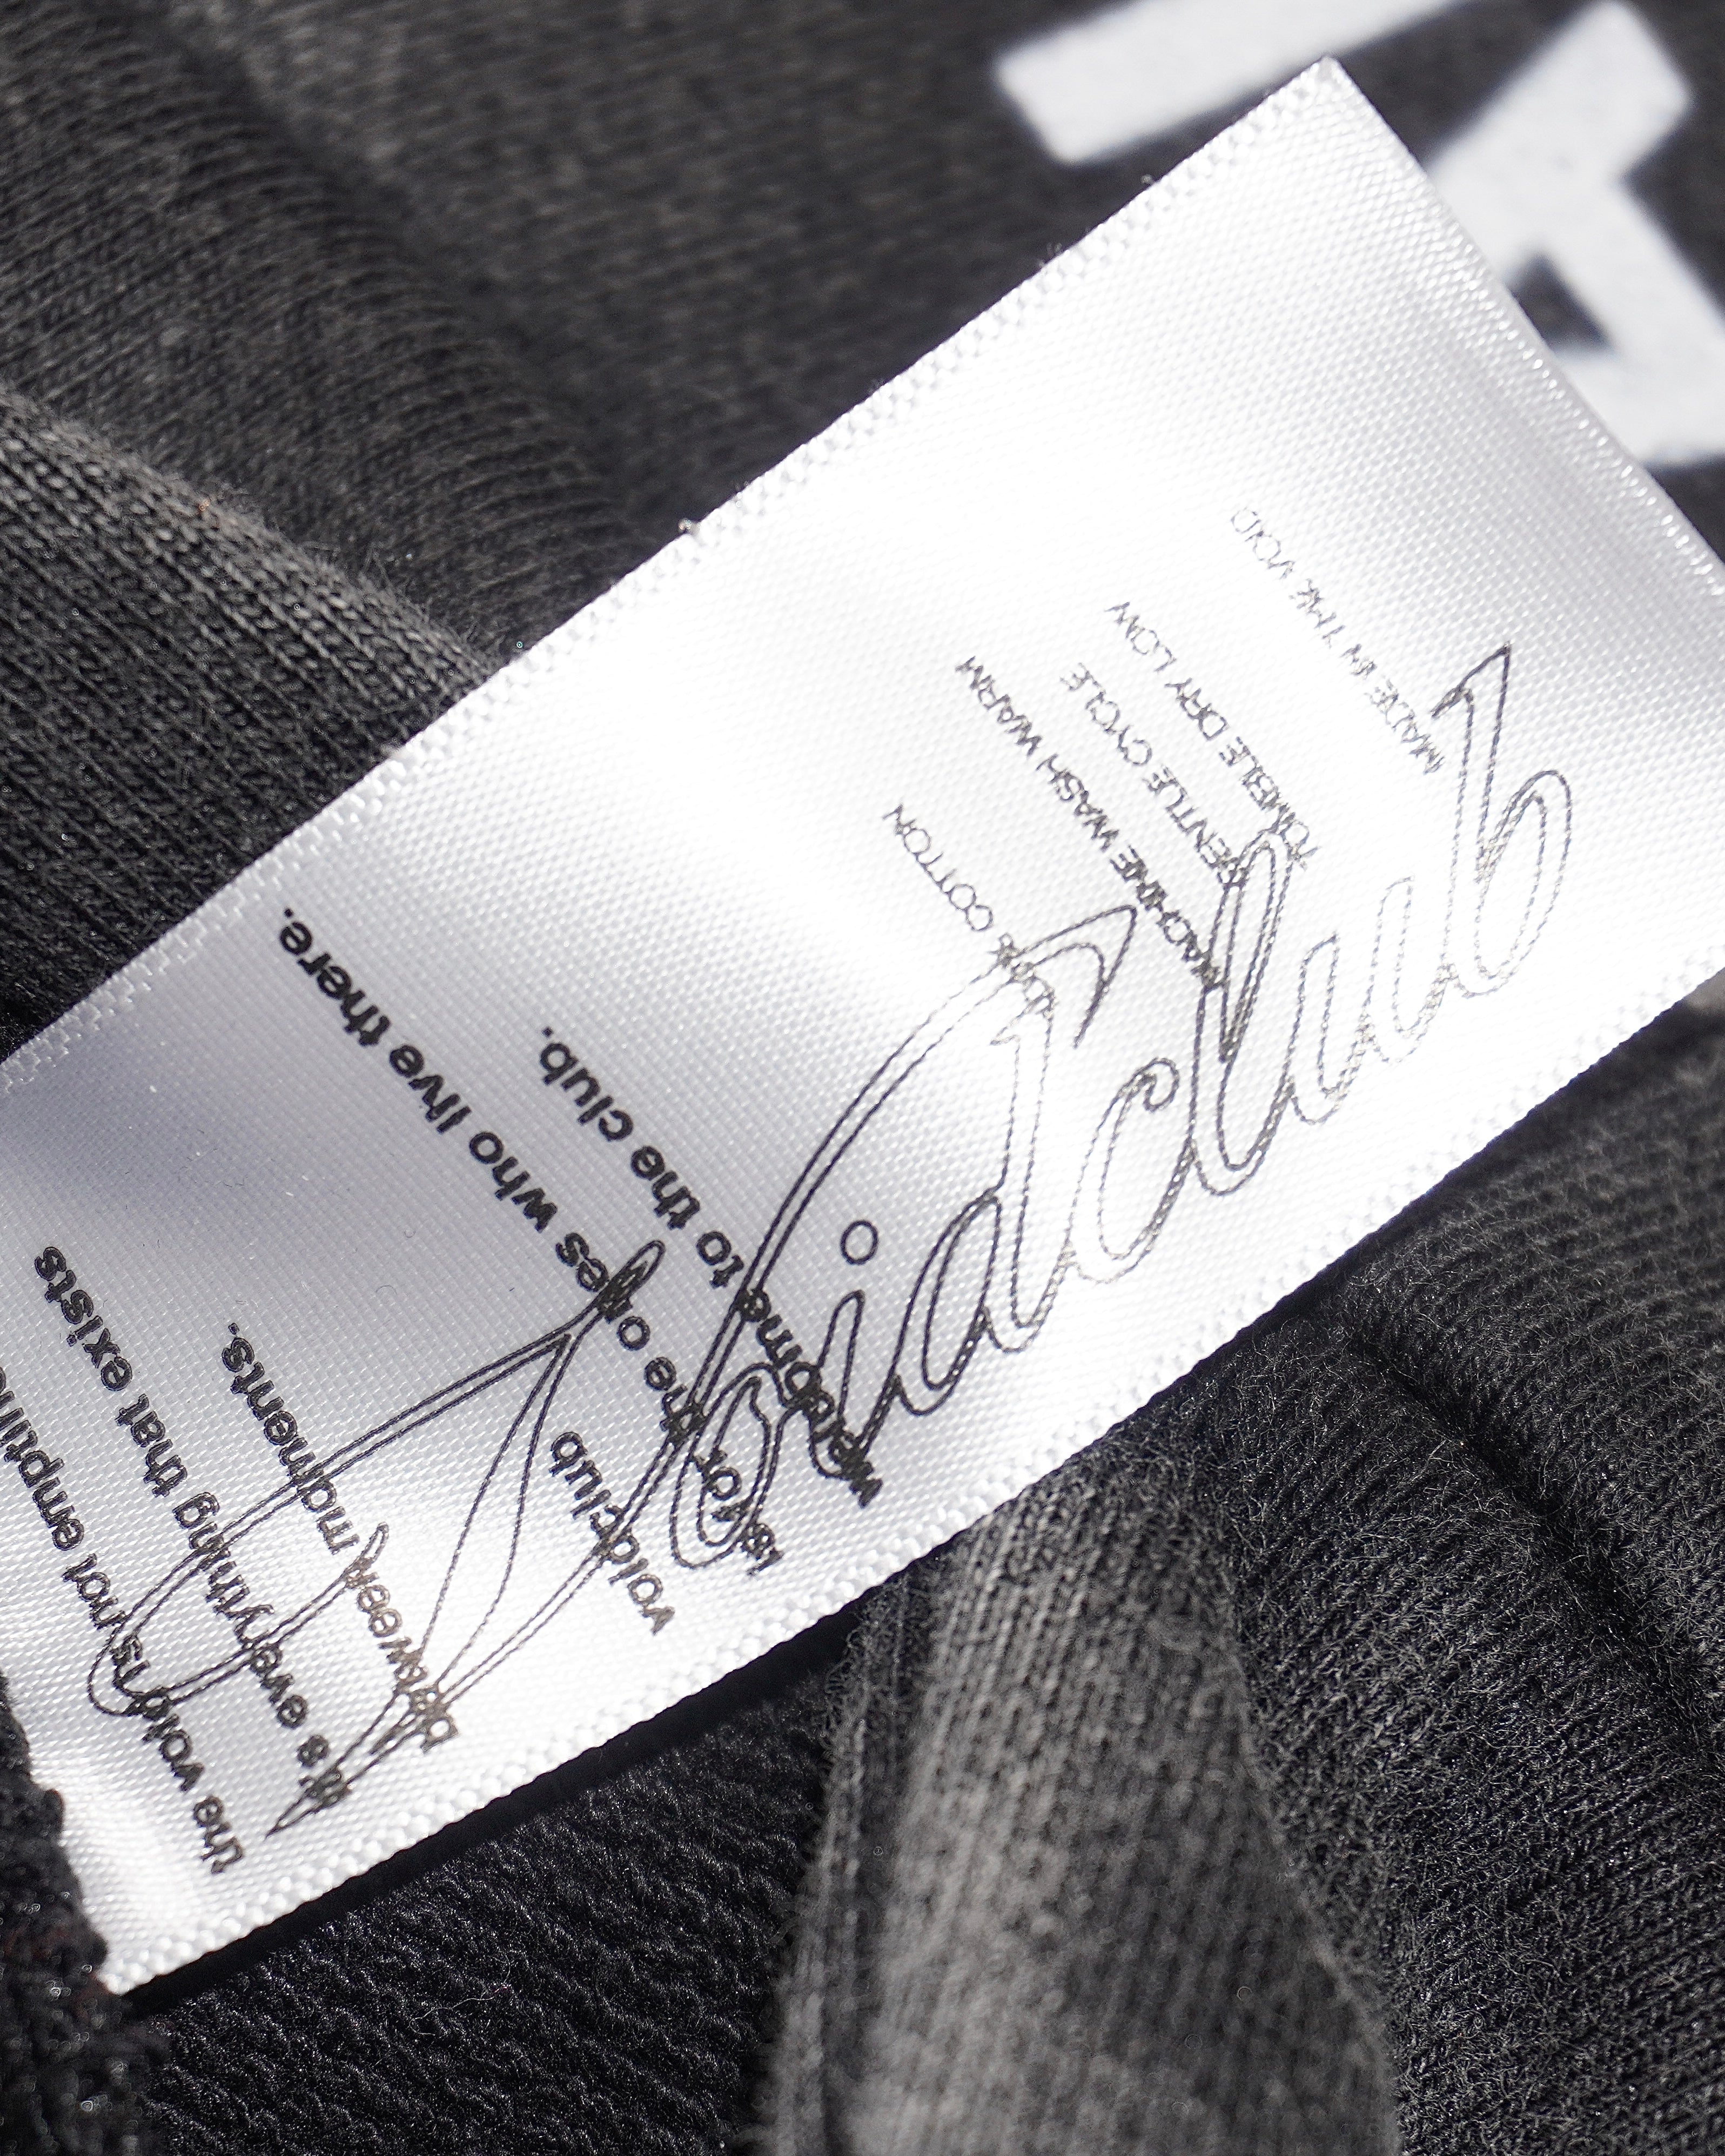 the void is not
it's everything that exists
between moments.
voidclub
is for the ones who live there.
welcome to the club.
COTTON
MACHINE WASH WARM
GENTLE CYCLE
TUMBLE DRY LOW
MADE IN THE VOID
Voidclub